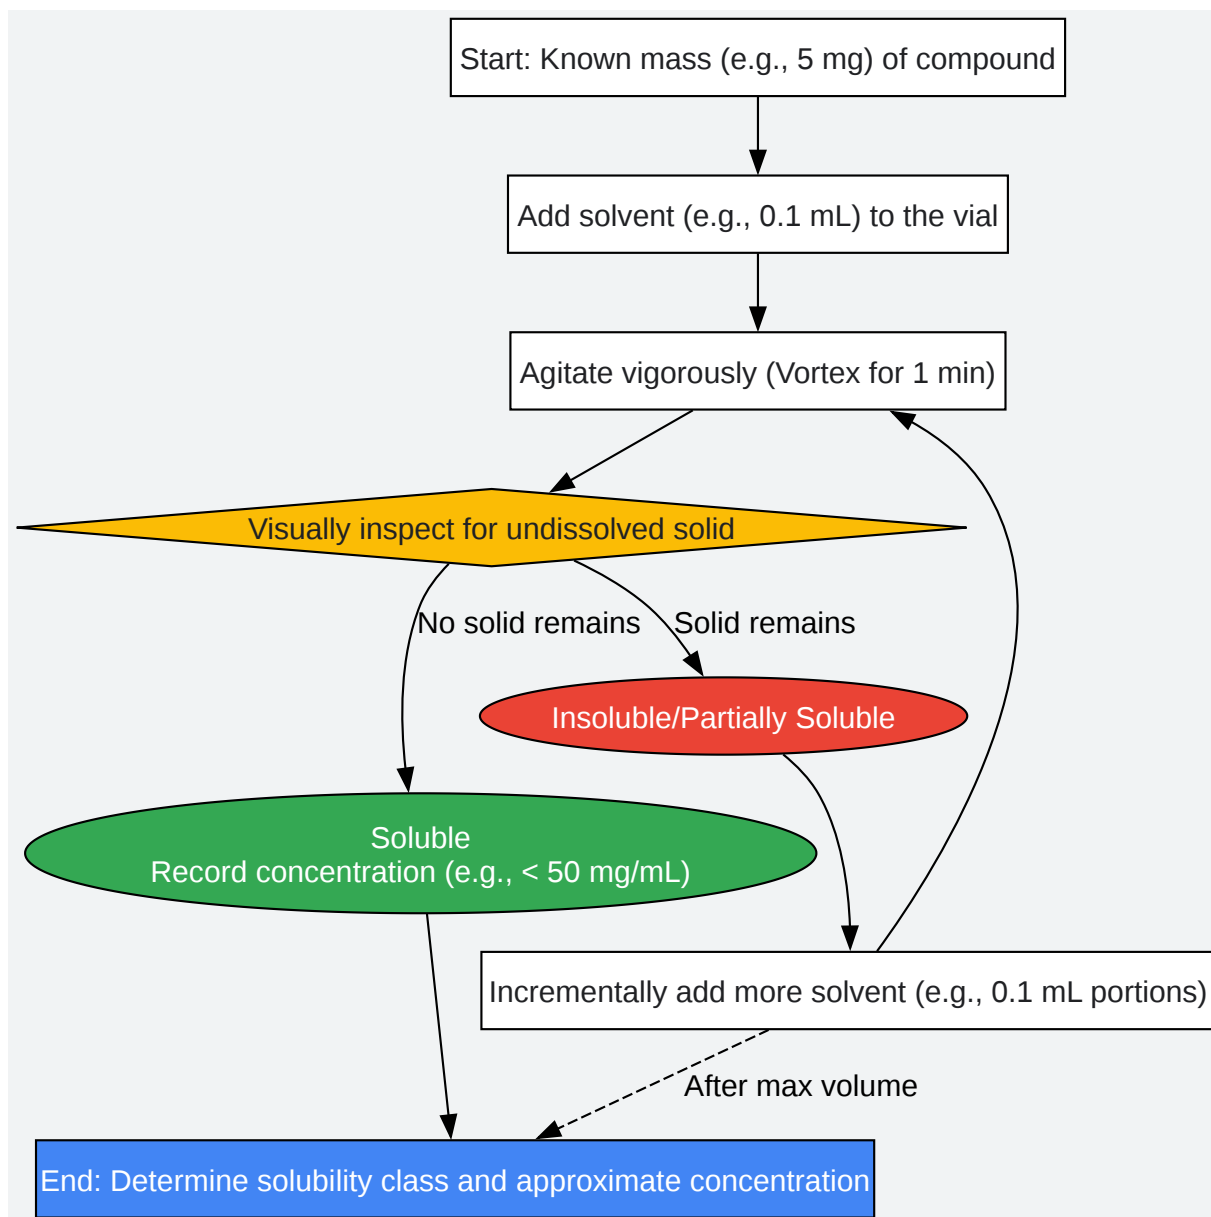 Start: Known mass (e.g., 5 mg) of compound
Add solvent (e.g., 0.1 mL) to the vial
Agitate vigorously (Vortex for 1 min)
Visually inspect for undissolved solid
No solid remains
Solid remains
Insoluble/Partially Soluble
Soluble
Record concentration (e.g., < 50 mg/mL)
Incrementally add more solvent (e.g., 0.1 mL portions)
After max volume
End: Determine solubility class and approximate concentration